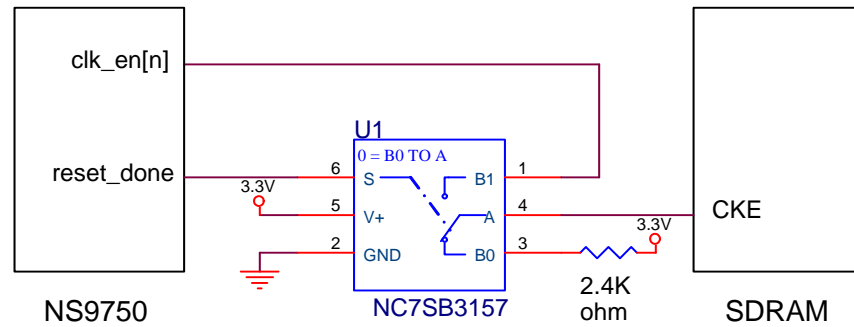 clk_en[n]
reset_done
NS9750
U1
0 = B0 TO A
6
S
3.3V
5
V+
2
GND
B1
1
A
4
B0
3
NC7SB3157
3.3V
2.4K
ohm
CKE
SDRAM